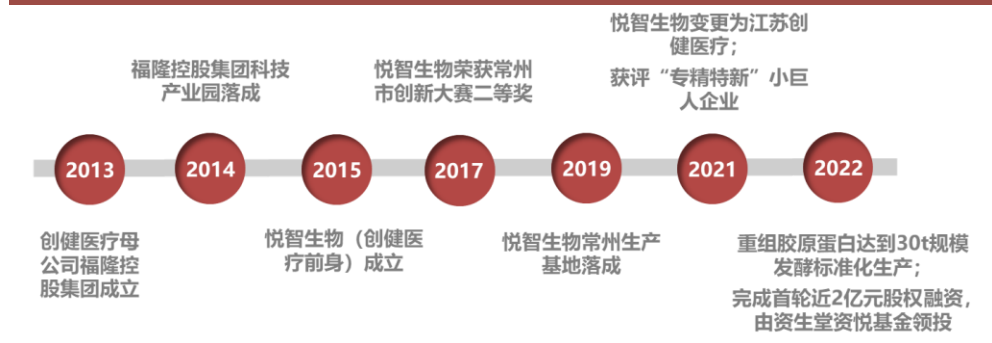 悦智生物变更为江苏创
健医疗；
获评“专精特新”小巨
人企业
福隆控股集团科技
产业园落成
悦智生物荣获常州
市创新大赛二等奖
2013
2014
2015
2017
2019
2021
2022
创健医疗母
公司福隆控
股集团成立
悦智生物（创健医
疗前身）成立
悦智生物常州生产
基地落成
重组胶原蛋白达到30t规模
发酵标准化生产；
完成首轮近2亿元股权融资，
由资生堂资悦基金领投